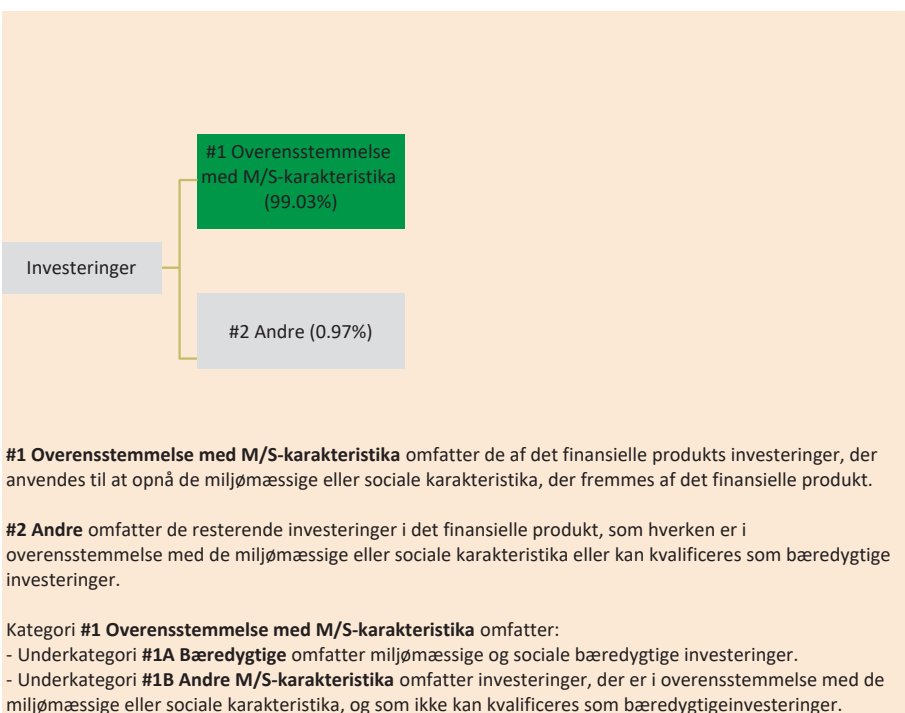 #1 Overensstemmelse
med M/S-karakteristika
(99.03%)
Investeringer
#2 Andre (0.97%)
#1 Overensstemmelse med M/S-karakteristika omfatter de af det finansielle produkts investeringer, der
anvendes til at opnå de miljømæssige eller sociale karakteristika, der fremmes af det finansielle produkt.
#2 Andre omfatter de resterende investeringer i det finansielle produkt, som hverken er i
overensstemmelse med de miljømæssige eller sociale karakteristika eller kan kvalificeres som bæredygtige
investeringer.
Kategori #1 Overensstemmelse med M/S-karakteristika omfatter:
- Underkategori #1A Bæredygtige omfatter miljømæssige og sociale bæredygtige investeringer.
- Underkategori #1B Andre M/S-karakteristika omfatter investeringer, der er i overensstemmelse med de
miljømæssige eller sociale karakteristika, og som ikke kan kvalificeres som bæredygtigeinvesteringer.